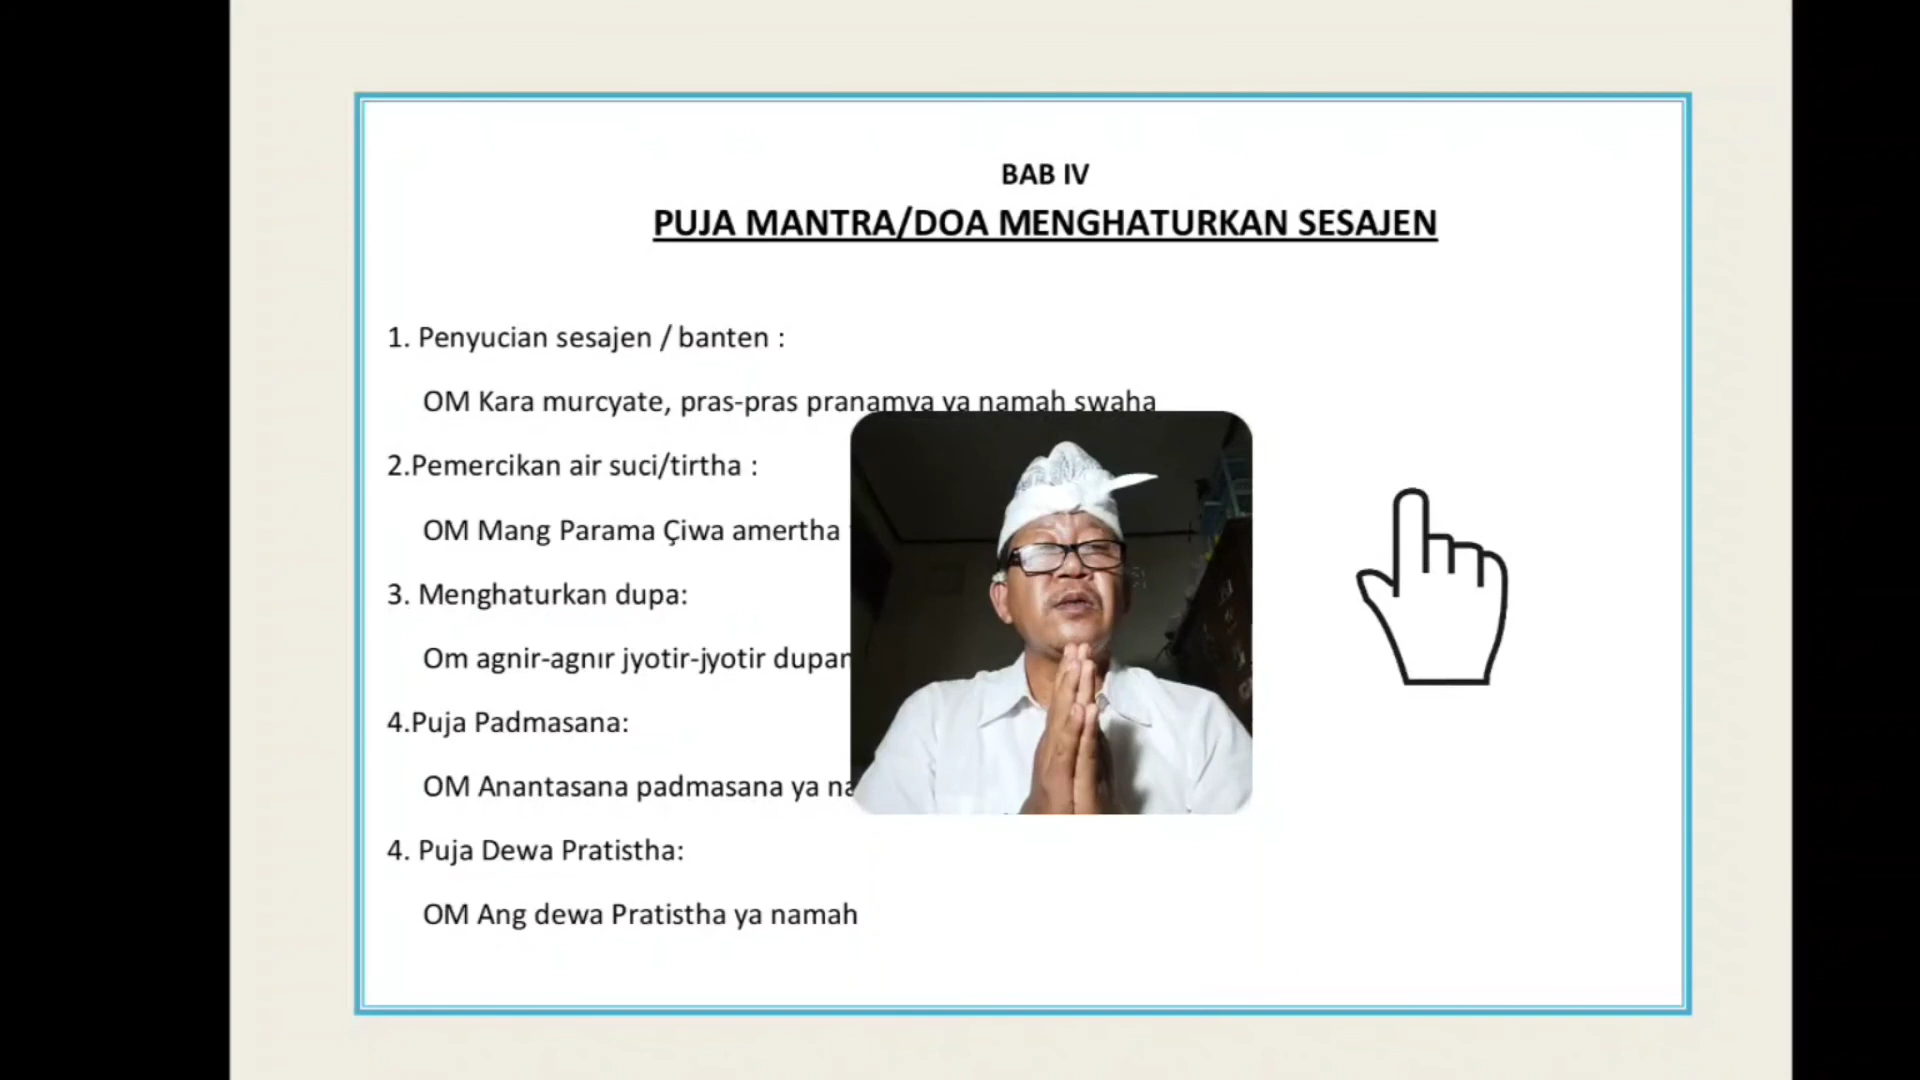 BAB IV
PUJA MANTRA/DOA MENGHATURKAN SESAJEN
1. Penyucian sesajen / banten :
OM Kara murcyate, pras-pras pranamya ya namah swaha
2.Pemercikan air suci/tirtha :
OM Mang Parama Çiwa amertha
3. Menghaturkan dupa:
Om agnir-agnır jyotir-jyotir
4.Puja Padmasana:
OM Anantasana padmasana ya
4. Puja Dewa Pratistha:
OM Ang dewa Pratistha ya namah